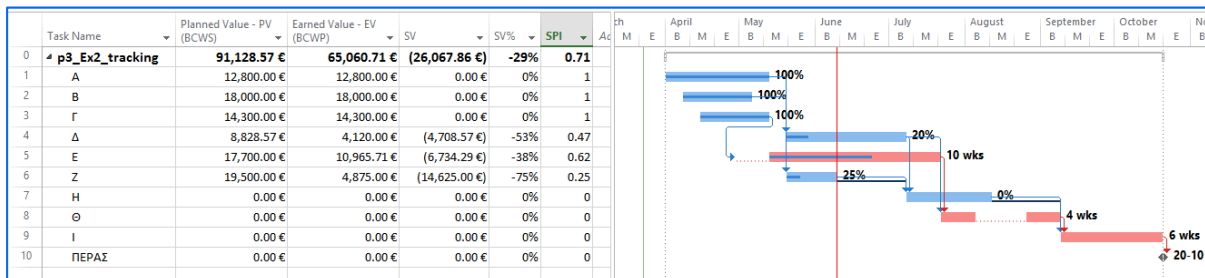 Planned Value - PV Earned Value - EV
Task Name (BCWS) (BCWP) SV SV% SPI Ac
0 p3_Ex2_tracking 91,128.57 € 65,060.71 € (26,067.86 €) -29% 0.71
1 Α 12,800.00 € 12,800.00 € 0.00 € 0% 1
2 Β 18,000.00 € 18,000.00 € 0.00 € 0% 1
3 Γ 14,300.00 € 14,300.00 € 0.00 € 0% 1
4 Δ 8,828.57 € 4,120.00 € (4,708.57 €) -53% 0.47
5 Ε 17,700.00 € 10,965.71 € (6,734.29 €) -38% 0.62
6 Ζ 19,500.00 € 4,875.00 € (14,625.00 €) -75% 0.25
7 Η 0.00 € 0.00 € 0.00 € 0% 0
8 Θ 0.00 € 0.00 € 0.00 € 0% 0
9 Ι 0.00 € 0.00 € 0.00 € 0% 0
10 ΠΕΡΑΣ 0.00 € 0.00 € 0.00 € 0% 0
ch April May June July August September October No
M E B M E B M E B M E B M E B M E B M E B M E B
100%
100%
100%
20%
10 wks
25%
0%
4 wks
6 wks
20-10